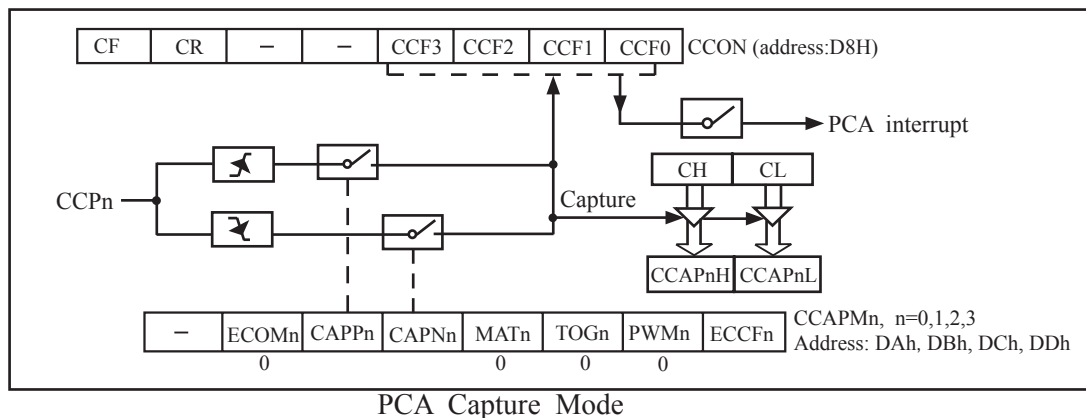 CF CR – – CCF3 CCF2 CCF1 CCF0 CCON (address:D8H)
PCA interrupt
CH CL
CCPn
Capture
CCAPnH CCAPnL
– ECOMn CAPPn CAPNn MATn TOGn PWMn ECCFn
CCAPMn, n=0,1,2,3
Address: DAh, DBh, DCh, DDh
0 0 0 0
PCA Capture Mode